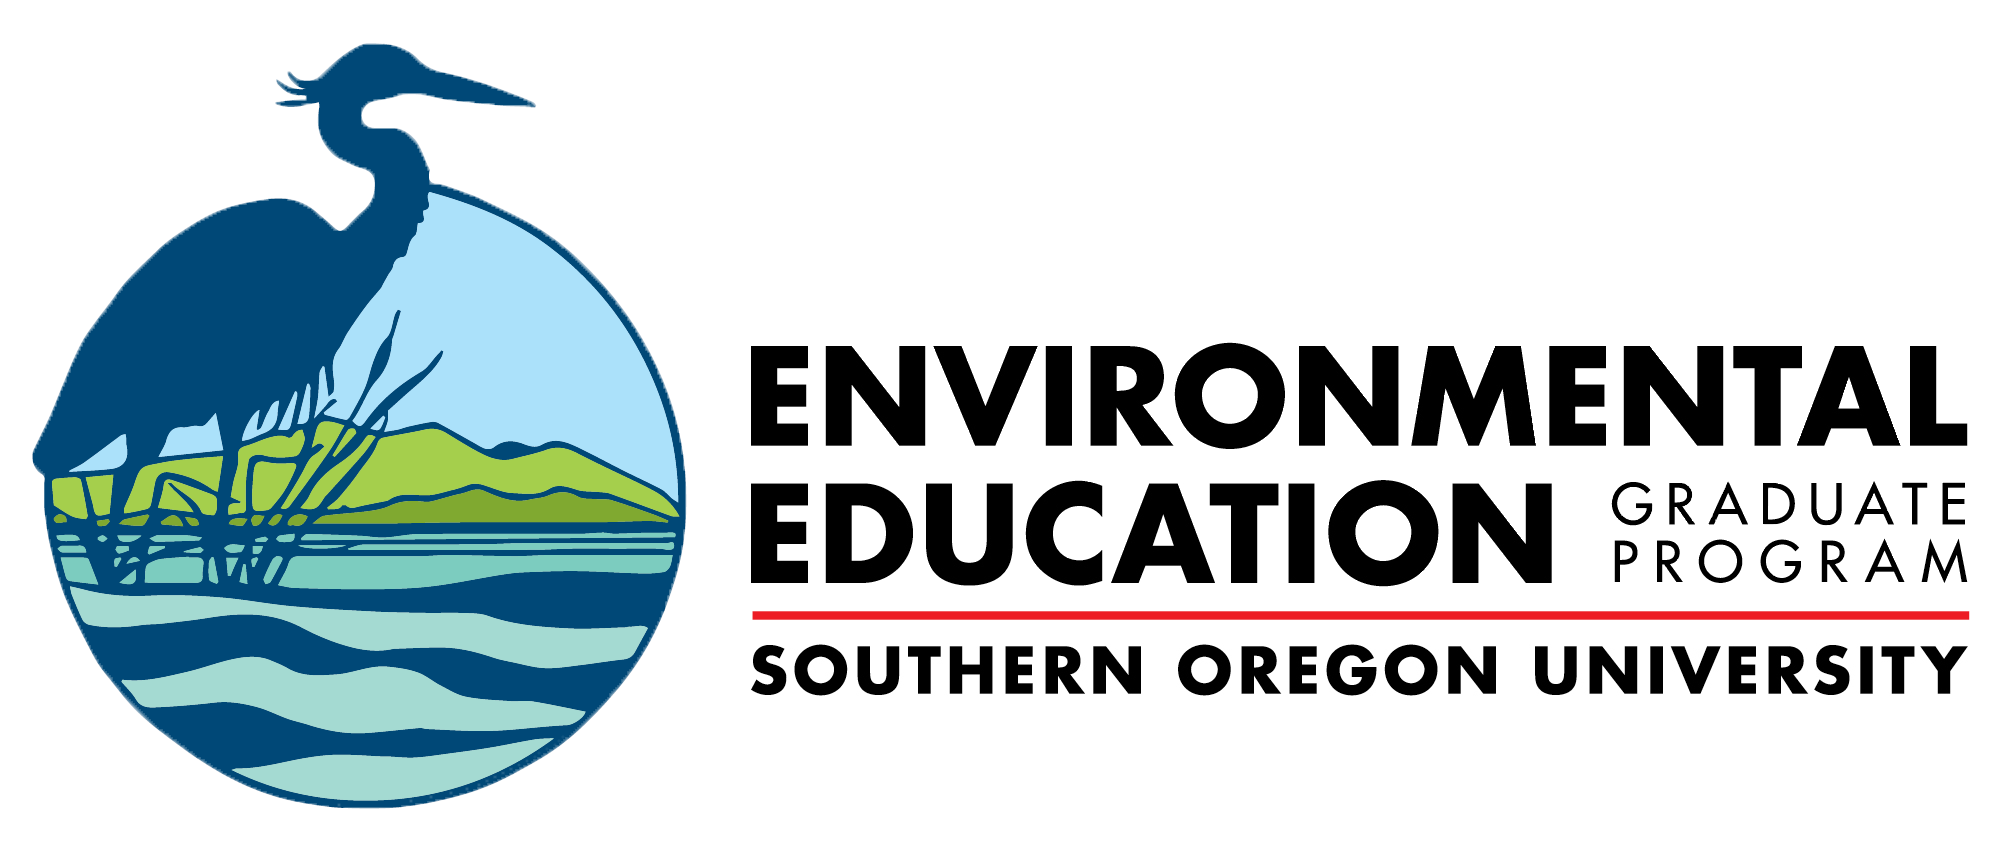 ENVIRONMENTAL
EDUCATION
GRADUATE
PROGRAM
SOUTHERN OREGON UNIVERSITY